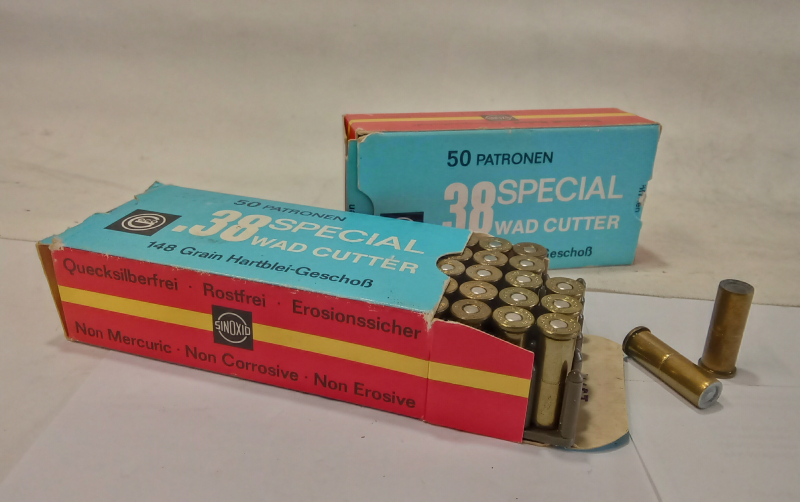 50 PATRONEN
.38 SPECIAL
WAD CUTTER
50 PATRONEN
.38 SPECIAL
WAD CUTTER
148 Grain Hartblei-Geschoß
Quecksilberfrei · Rostfrei · Erosionssicher
SINOXID
Non Mercuric · Non Corrosive · Non Erosive